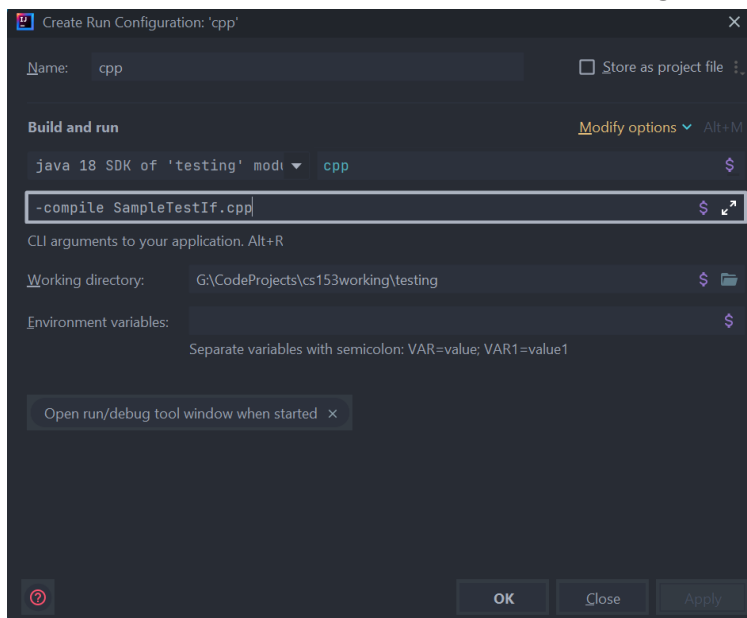 Create Run Configuration: 'cpp'
Name: cpp Store as project file
Build and run Modify options Alt+M
java 18 SDK of 'testing' modu cpp
-compile SampleTestIf.cpp
CLI arguments to your application. Alt+R
Working directory: G:\CodeProjects\cs153working\testing
Environment variables:
Separate variables with semicolon: VAR=value; VAR1=value1
Open run/debug tool window when started
OK Close Apply